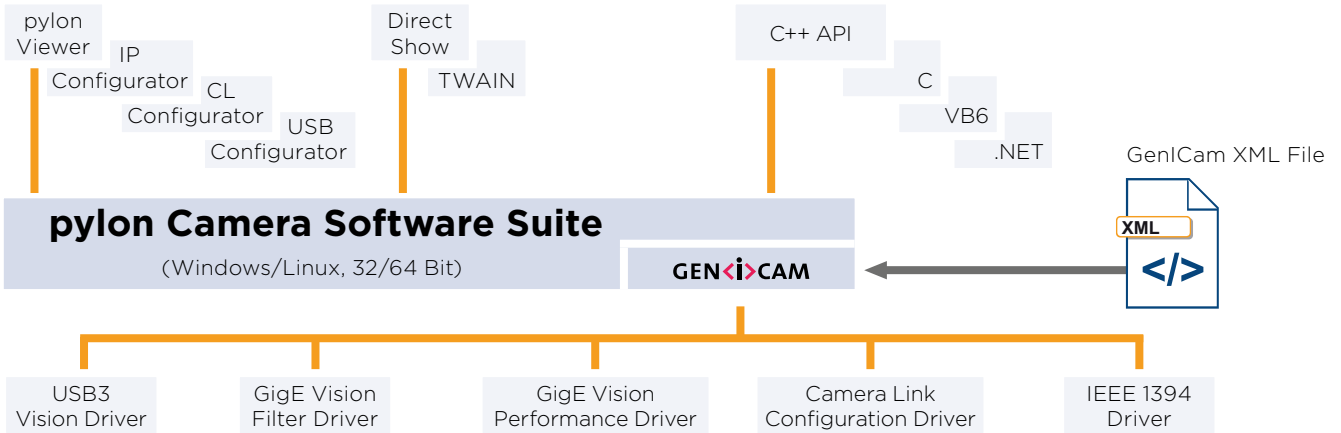 pylon
Viewer
IP
Configurator
CL
Configurator
USB
Configurator
Direct
Show
TWAIN
C++ API
C
VB6
.NET
GenICam XML File
XML
</>
pylon Camera Software Suite
(Windows/Linux, 32/64 Bit)
GEN<i>CAM
USB3
Vision Driver
GigE Vision
Filter Driver
GigE Vision
Performance Driver
Camera Link
Configuration Driver
IEEE 1394
Driver